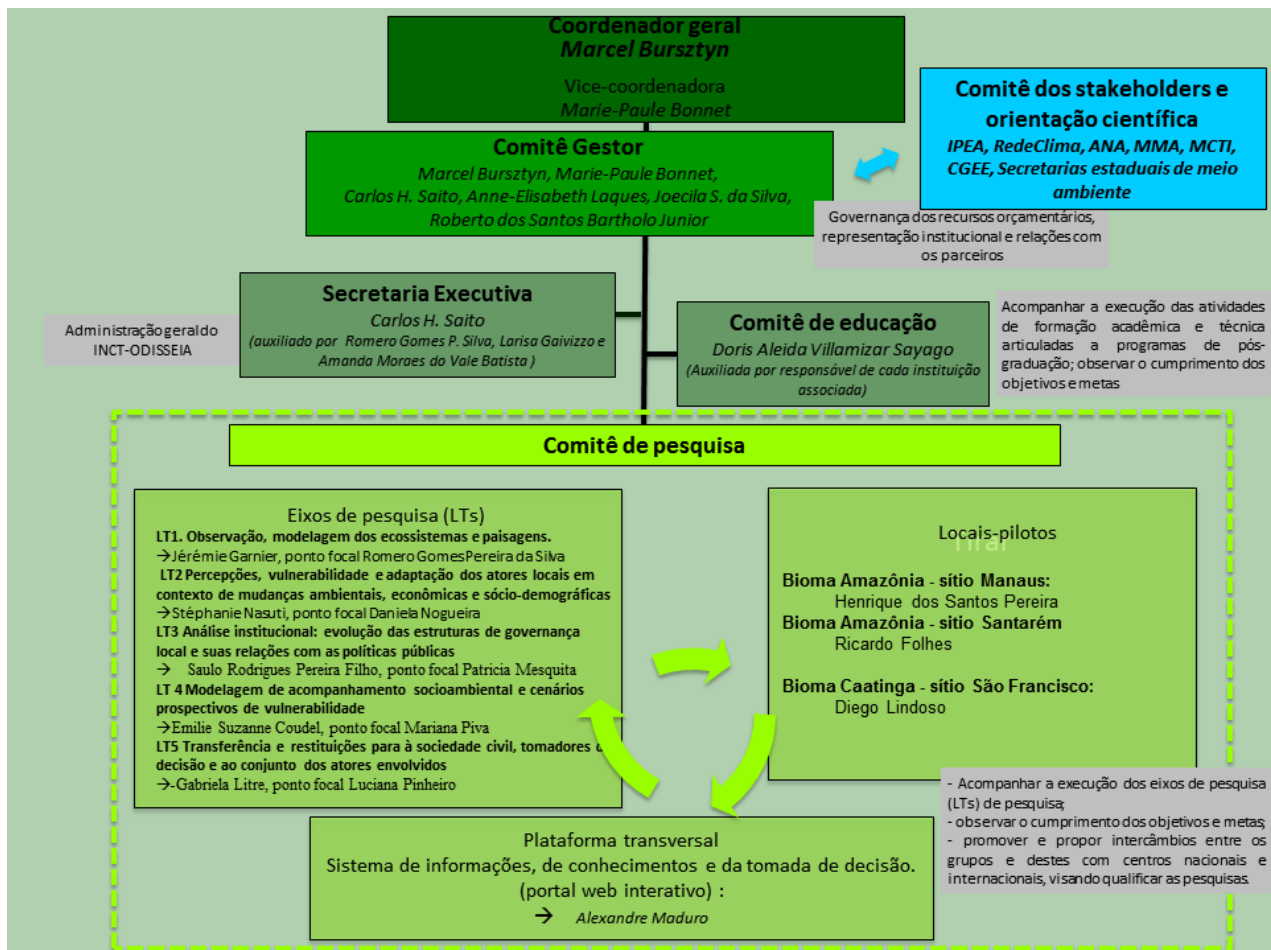 Coordenador geral
Marcel Bursztyn
Vice-coordenadora
Marie-Paule Bonnet
Comitê dos stakeholders e
orientação científica
IPEA, RedeClima, ANA, MMA, MCTI,
CGEE, Secretarias estaduais de meio
ambiente
Comitê Gestor
Marcel Bursztyn, Marie-Paule Bonnet,
Carlos H. Saito, Anne-Elisabeth Laques, Joecila S. da Silva,
Roberto dos Santos Bartholo Junior
Governança dos recursos orçamentários,
representação institucional e relações com
os parceiros
Secretaria Executiva
Carlos H. Saito
(auxiliado por Romero Gomes P. Silva, Larisa Gaivizzo e
Amanda Moraes do Vale Batista )
Administração geral do
INCT-ODISSEIA
Comitê de educação
Doris Aleida Villamizar Sayago
(Auxiliada por responsável de cada instituição
associada)
Acompanhar a execução das atividades
de formação acadêmica e técnica
articuladas a programas de pós-
graduação; observar o cumprimento dos
objetivos e metas
Comitê de pesquisa
Eixos de pesquisa (LTs)
LT1. Observação, modelagem dos ecossistemas e paisagens.
→Jérémie Garnier, ponto focal Romero Gomes Pereira da Silva
LT2 Percepções, vulnerabilidade e adaptação dos atores locais em
contexto de mudanças ambientais, econômicas e sócio-demográficas
→Stéphanie Nasuti, ponto focal Daniela Nogueira
LT3 Análise institucional: evolução das estruturas de governança
local e suas relações com as políticas públicas
→ Saulo Rodrigues Pereira Filho, ponto focal Patricia Mesquita
LT 4 Modelagem de acompanhamento socioambiental e cenários
prospectivos de vulnerabilidade
→Emilie Suzanne Coudel, ponto focal Mariana Piva
LT5 Transferência e restituições para à sociedade civil, tomadores d
decisão e ao conjunto dos atores envolvidos
→-Gabriela Litre, ponto focal Luciana Pinheiro
Locais-pilotos
Tirar
Bioma Amazônia - sítio Manaus:
Henrique dos Santos Pereira
Bioma Amazônia - sitio Santarém
Ricardo Folhes
Bioma Caatinga - sítio São Francisco:
Diego Lindoso
- Acompanhar a execução dos eixos de pesquisa
(LTs) de pesquisa;
- observar o cumprimento dos objetivos e metas;
- promover e propor intercâmbios entre os
grupos e destes com centros nacionais e
internacionais, visando qualificar as pesquisas.
Plataforma transversal
Sistema de informações, de conhecimentos e da tomada de decisão.
(portal web interativo) :
→ Alexandre Maduro